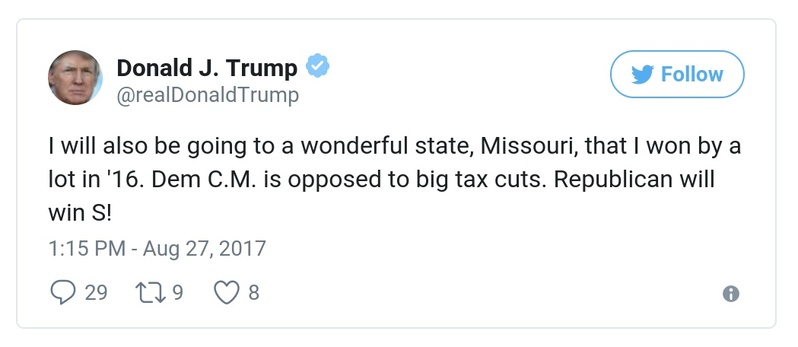 Donald J. Trump
Follow
@realDonaldTrump
I will also be going to a wonderful state, Missouri, that I won by a
lot in '16. Dem C.M. is opposed to big tax cuts. Republican will
win S!
1:15 PM - Aug 27, 2017
29 9 8